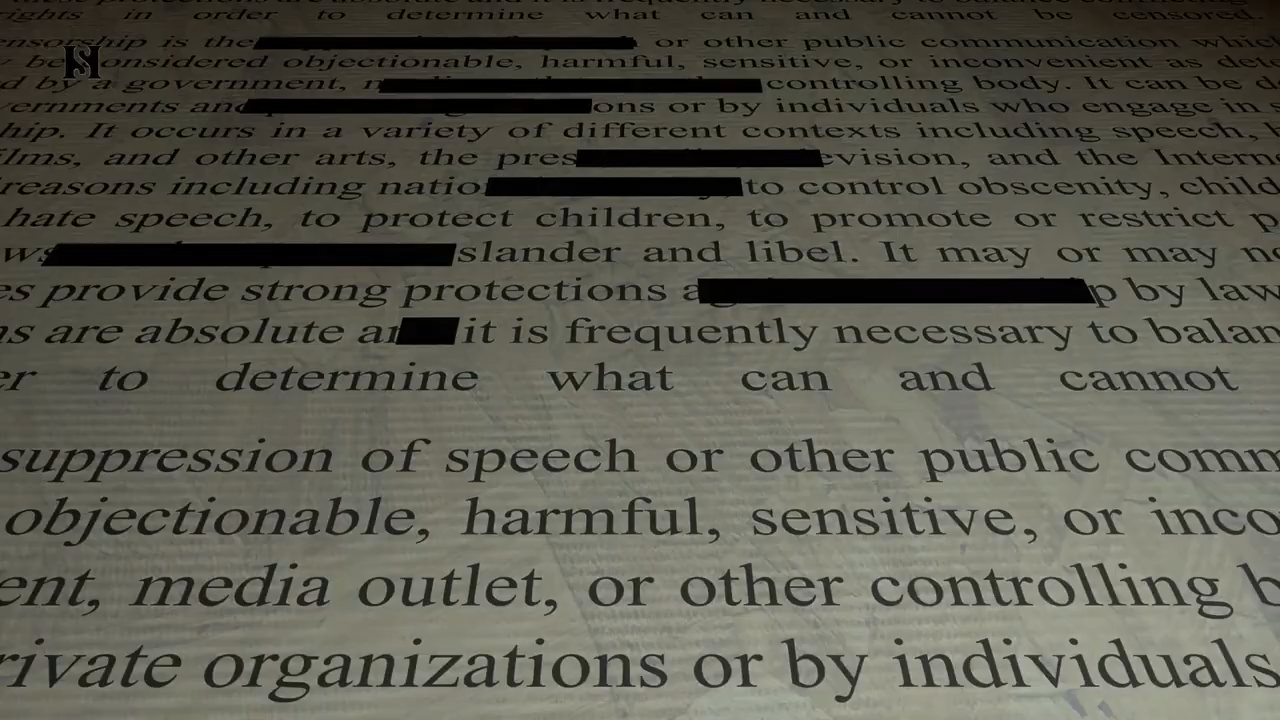 rights in order to determine what can and cannot be censored.
ensorship is the or other public communication which
y be considered objectionable, harmful, sensitive, or inconvenient as dete
d by a government, controlling body. It can be d
vernments and ons or by individuals who engage in s
hip. It occurs in a variety of different contexts including speech, b
ilms, and other arts, the pres evision, and the Interne
reasons including natio to control obscenity, child
hate speech, to protect children, to promote or restrict p
ws slander and libel. It may or may no
es provide strong protections ag p by law
ns are absolute an it is frequently necessary to balan
er to determine what can and cannot
suppression of speech or other public comm
objectionable, harmful, sensitive, or inco
ent, media outlet, or other controlling b
rivate organizations or by individuals